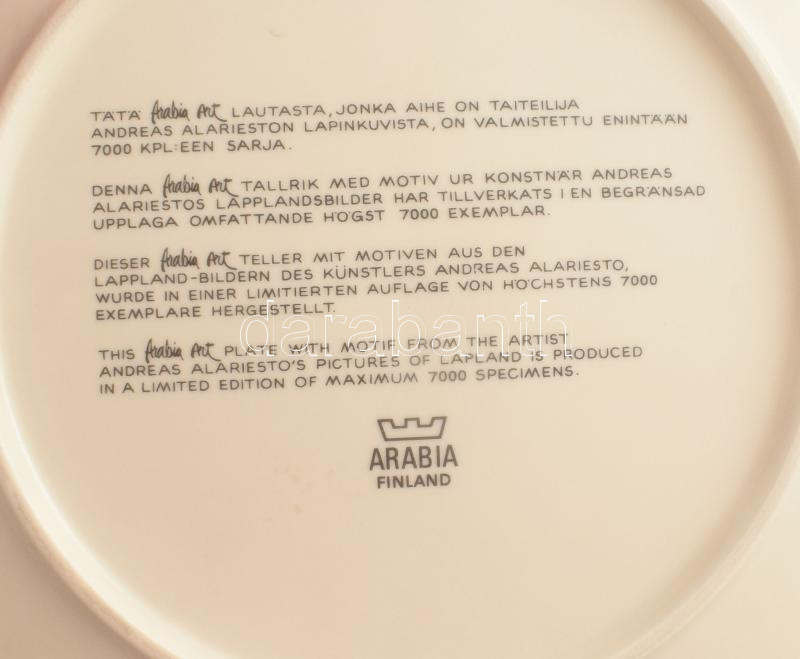 TÄTÄ Arabia Art LAUTASTA, JONKA AIHE ON TAITEILIJA
ANDREAS ALARIESTON LAPINKUVISTA, ON VALMISTETTU ENINTÄÄN
7000 KPL:EEN SARJA.
DENNA Arabia Art TALLRIK MED MOTIV UR KONSTNÄR ANDREAS
ALARIESTOS LAPPLANDSBILDER HAR TILLVERKATS I EN BEGRÄNSAD
UPPLAGA OMFATTANDE HÖGST 7000 EXEMPLAR.
DIESER Arabia Art TELLER MIT MOTIVEN AUS DEN
LAPPLAND-BILDERN DES KÜNSTLERS ANDREAS ALARIESTO,
WURDE IN EINER LIMITIERTEN AUFLAGE VON HÖCHSTENS 7000
EXEMPLARE HERGESTELLT.
darabanth
THIS Arabia Art PLATE WITH MOTIF FROM THE ARTIST
ANDREAS ALARIESTO'S PICTURES OF LAPLAND IS PRODUCED
IN A LIMITED EDITION OF MAXIMUM 7000 SPECIMENS.
ARABIA
FINLAND